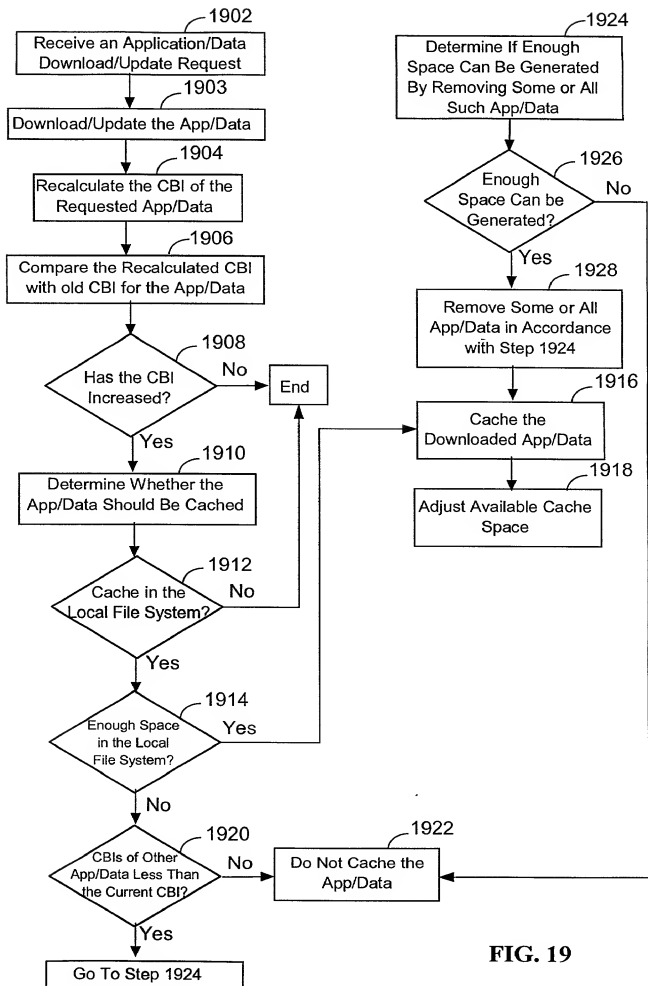 1902
Receive an Application/Data
Download/Update Request
1903
Download/Update the App/Data
1904
Recalculate the CBI of the
Requested App/Data
1906
Compare the Recalculated CBI
with old CBI for the App/Data
1908
Has the CBI
Increased?
No
End
Yes
1910
Determine Whether the
App/Data Should Be Cached
1912
Cache in the
Local File System?
No
Yes
1914
Enough Space
in the Local
File System?
Yes
No
1920
CBIs of Other
App/Data Less Than
the Current CBI?
No
1922
Do Not Cache the
App/Data
Yes
Go To Step 1924
1924
Determine If Enough
Space Can Be Generated
By Removing Some or All
Such App/Data
1926
Enough
Space Can be
Generated?
No
Yes
1928
Remove Some or All
App/Data in Accordance
with Step 1924
1916
Cache the
Downloaded App/Data
1918
Adjust Available Cache
Space
FIG. 19